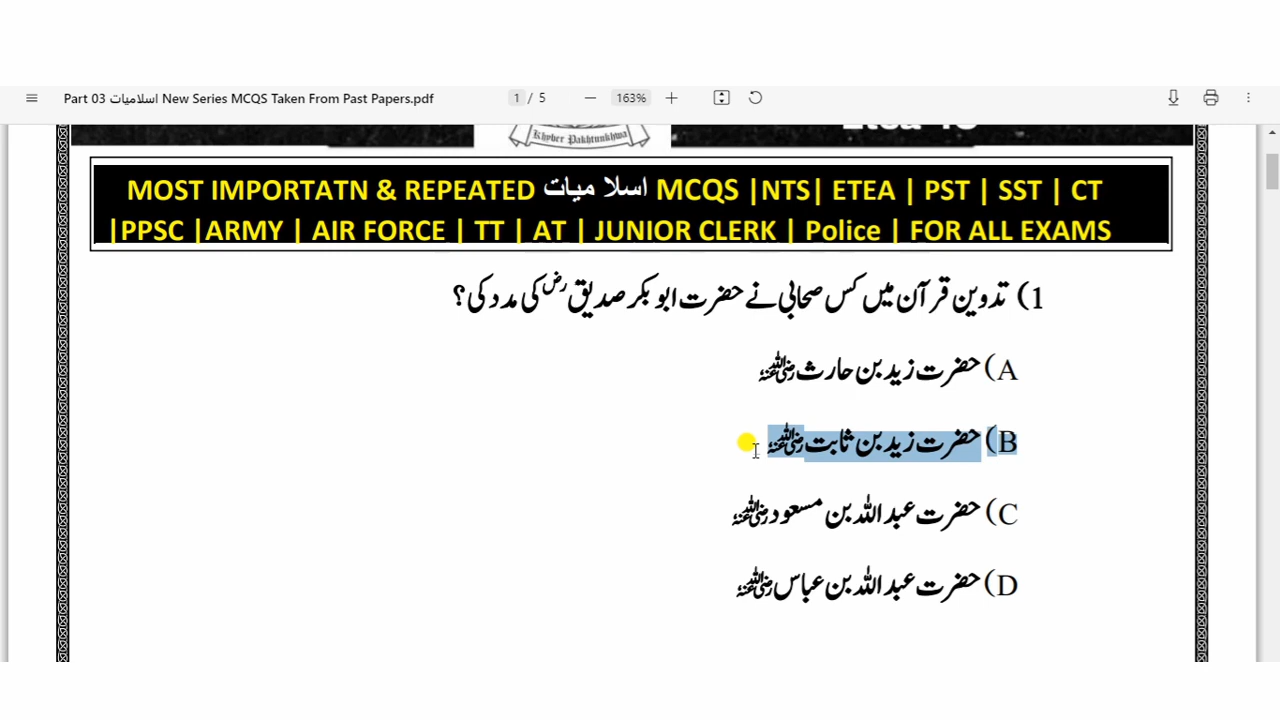 Part 03 اسلامیات New Series MCQS Taken From Past Papers.pdf
1 / 5
163%
Khyber Pakhtunkhwa
MOST IMPORTATN & REPEATED اسلا میات MCQS |NTS| ETEA | PST | SST | CT
|PPSC |ARMY | AIR FORCE | TT | AT | JUNIOR CLERK | Police | FOR ALL EXAMS
1) تدوین قرآن میں کس صحابی نے حضرت ابو بکر صدیق رض کی مدد کی؟
A) حضرت زید بن حارث رضی اللہ عنہ
B) حضرت زید بن ثابت رضی اللہ عنہ
C) حضرت عبد اللہ بن مسعود رضی اللہ عنہ
D) حضرت عبد اللہ بن عباس رضی اللہ عنہ